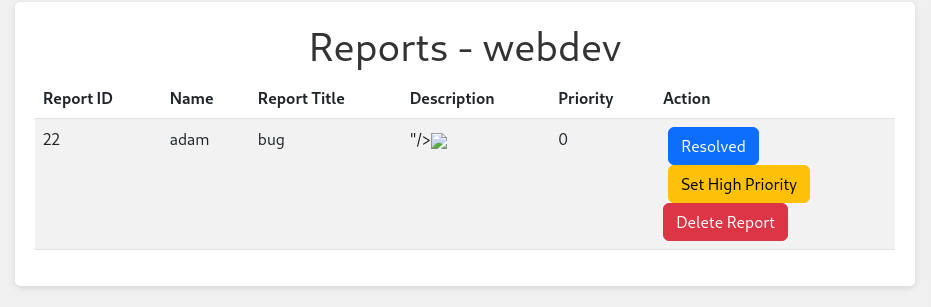 Reports - webdev
Report ID Name Report Title Description Priority Action
22 adam bug "/> 0 Resolved
Set High Priority
Delete Report